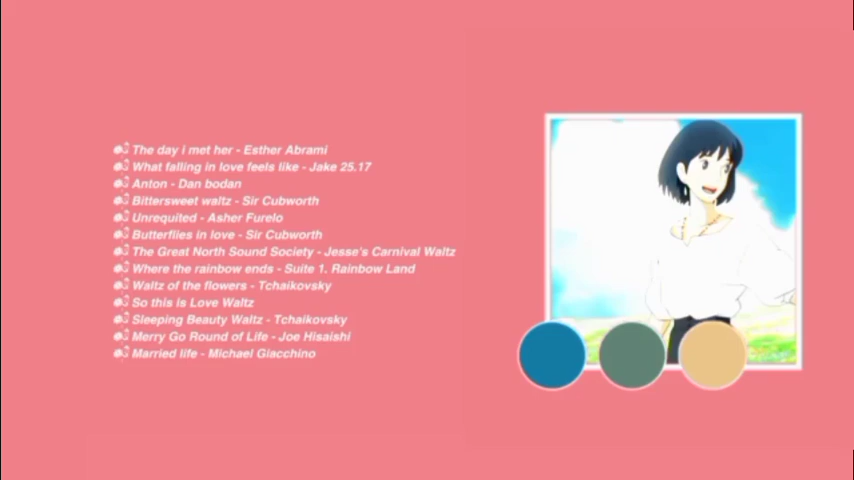 The day i met her - Esther Abrami
What falling in love feels like - Jake 25.17
Anton - Dan bodan
Bittersweet waltz - Sir Cubworth
Unrequited - Asher Furelo
Butterflies in love - Sir Cubworth
The Great North Sound Society - Jesse's Carnival Waltz
Where the rainbow ends - Suite 1. Rainbow Land
Waltz of the flowers - Tchaikovsky
So this is Love Waltz
Sleeping Beauty Waltz - Tchaikovsky
Merry Go Round of Life - Joe Hisaishi
Married life - Michael Giacchino